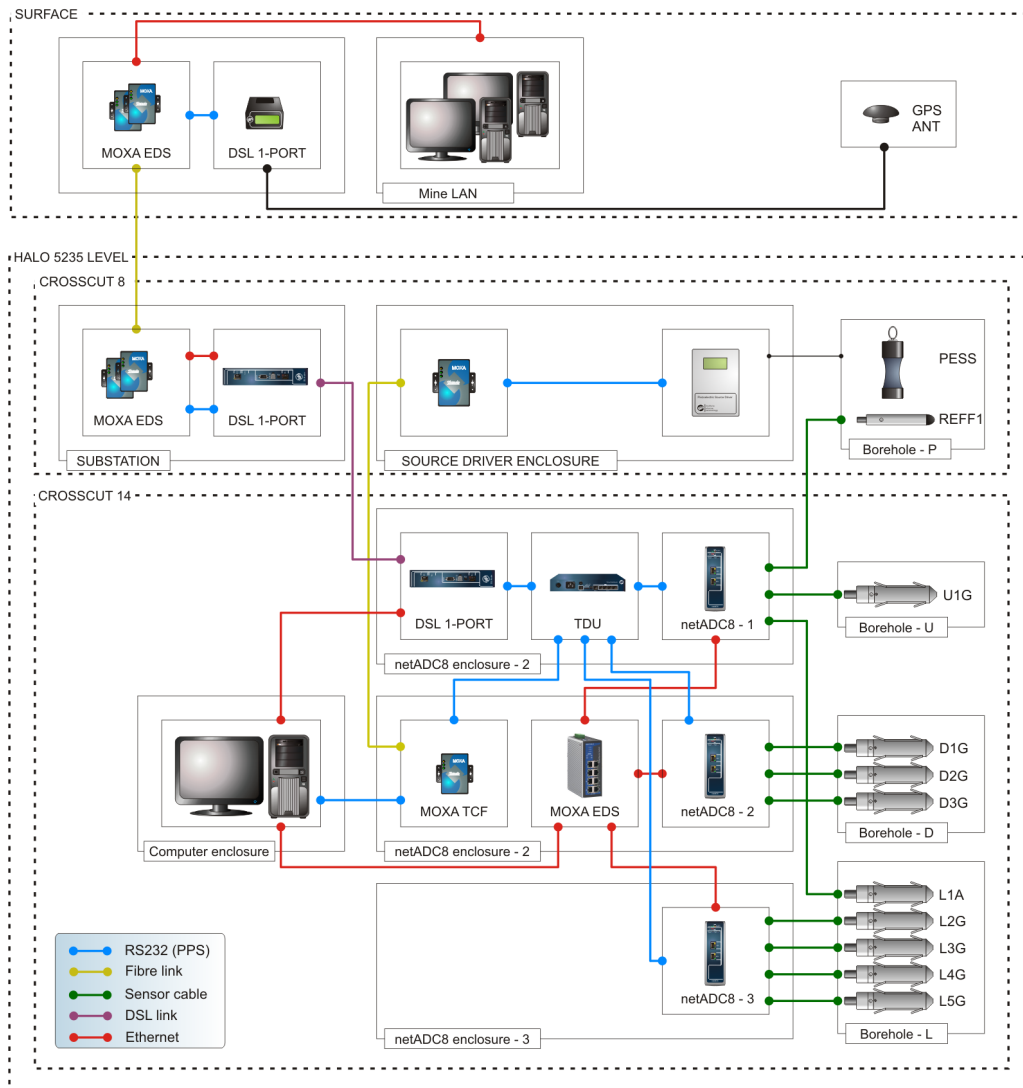 SURFACE
MOXA EDS
DSL 1-PORT
Mine LAN
GPS
ANT
HALO 5235 LEVEL
CROSSCUT 8
MOXA EDS
DSL 1-PORT
SUBSTATION
SOURCE DRIVER ENCLOSURE
PESS
REFF1
Borehole - P
CROSSCUT 14
DSL 1-PORT
TDU
netADC8 - 1
netADC8 enclosure - 2
U1G
Borehole - U
Computer enclosure
MOXA TCF
MOXA EDS
netADC8 - 2
netADC8 enclosure - 2
D1G
D2G
D3G
Borehole - D
netADC8 - 3
netADC8 enclosure - 3
L1A
L2G
L3G
L4G
L5G
Borehole - L
RS232 (PPS)
Fibre link
Sensor cable
DSL link
Ethernet